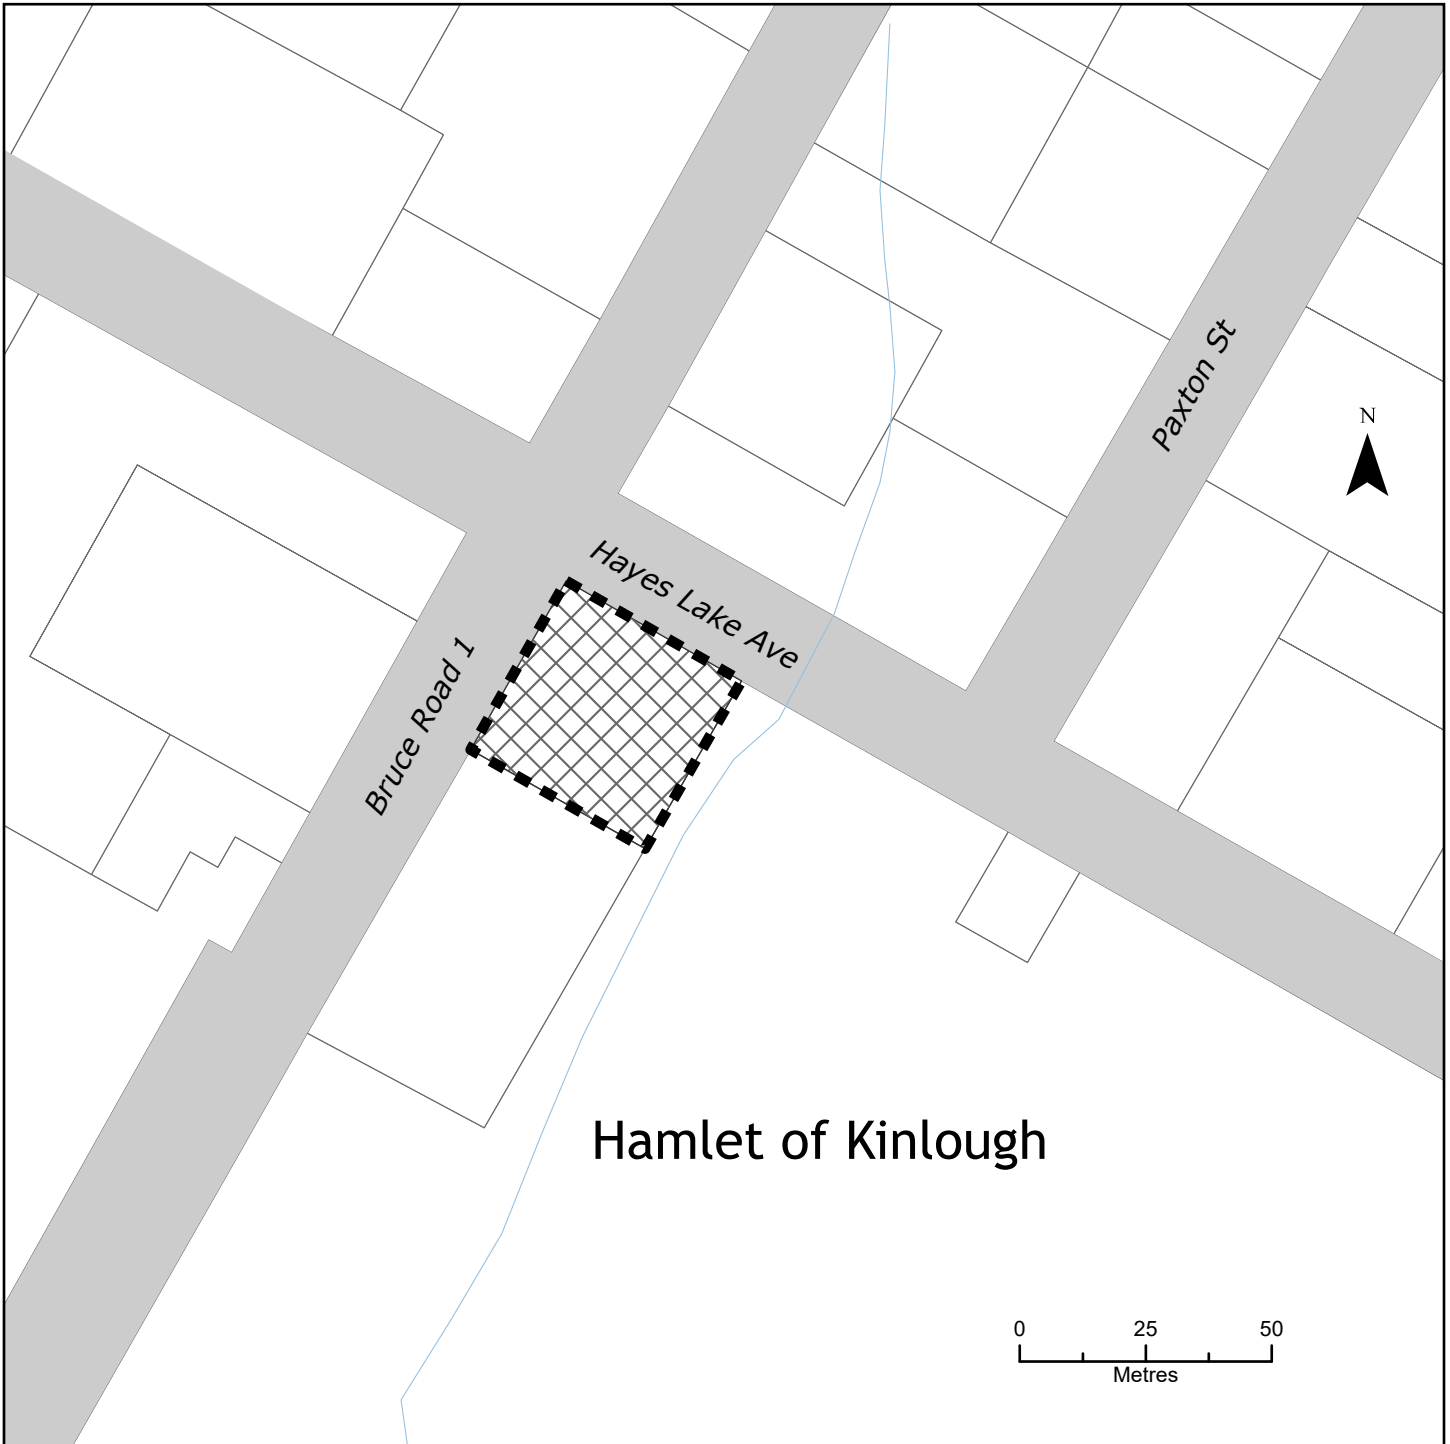 Paxton St
N
Hayes Lake Ave
Bruce Road 1
Hamlet of Kinlough
0 25 50
Metres